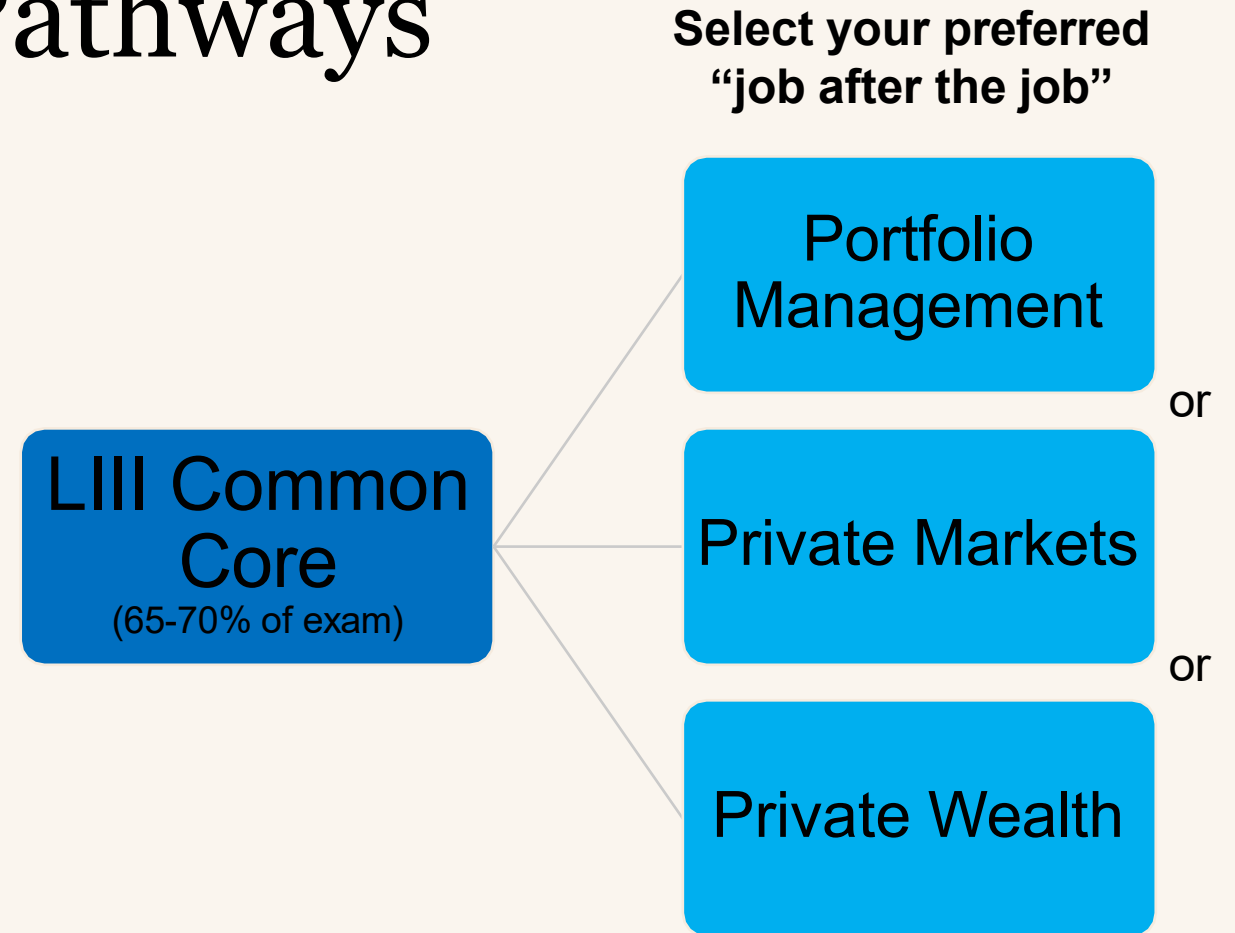 Pathways
Select your preferred
“job after the job”
Portfolio
Management
or
LIII Common
Core
(65-70% of exam)
Private Markets
or
Private Wealth